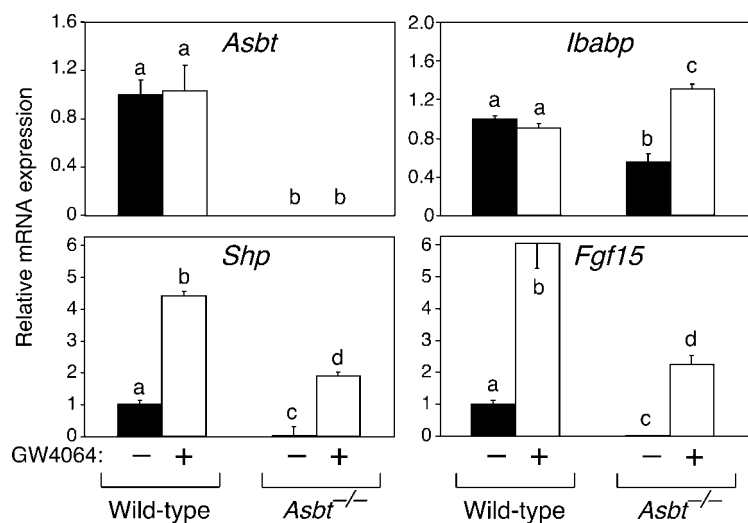 Relative mRNA expression
Asbt
1.6
1.2
0.8
0.4
0
a
a
b
b
Ibabp
2.0
1.6
1.2
0.8
0.4
0
a
a
b
c
Shp
6
5
4
3
2
1
0
a
b
c
d
Fgf15
6
5
4
3
2
1
0
a
b
c
d
GW4064: – + – + – + – +
Wild-type Asbt–/– Wild-type Asbt–/–